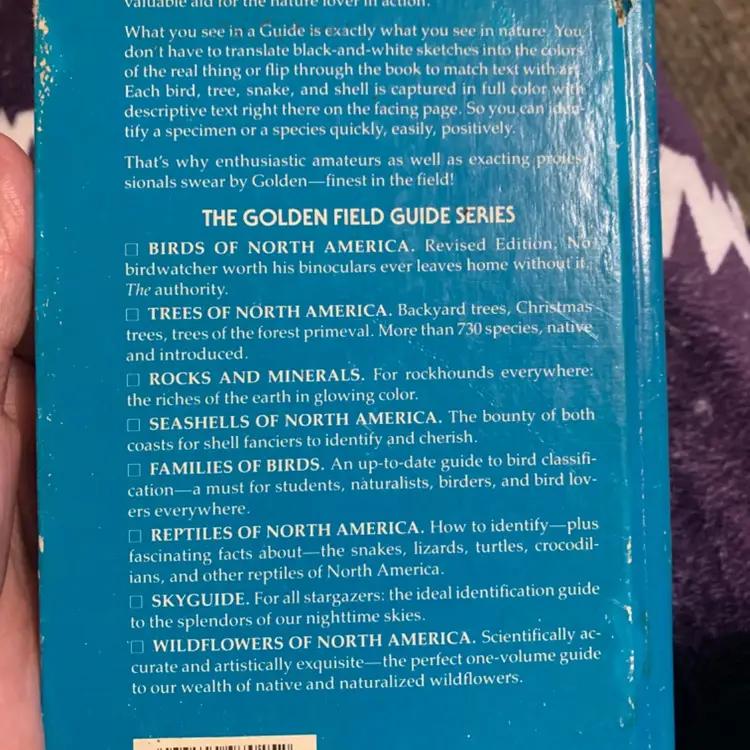 valuable aid for the nature lover in action.
What you see in a Guide is exactly what you see in nature. You
don't have to translate black-and-white sketches into the colors
of the real thing or flip through the book to match text with art.
Each bird, tree, snake, and shell is captured in full color with
descriptive text right there on the facing page. So you can iden-
tify a specimen or a species quickly, easily, positively.
That's why enthusiastic amateurs as well as exacting profes-
sionals swear by Golden—finest in the field!
THE GOLDEN FIELD GUIDE SERIES
□ BIRDS OF NORTH AMERICA. Revised Edition. No
birdwatcher worth his binoculars ever leaves home without it.
The authority.
□ TREES OF NORTH AMERICA. Backyard trees, Christmas
trees, trees of the forest primeval. More than 730 species, native
and introduced.
□ ROCKS AND MINERALS. For rockhounds everywhere:
the riches of the earth in glowing color.
□ SEASHELLS OF NORTH AMERICA. The bounty of both
coasts for shell fanciers to identify and cherish.
□ FAMILIES OF BIRDS. An up-to-date guide to bird classifi-
cation—a must for students, naturalists, birders, and bird lov-
ers everywhere.
□ REPTILES OF NORTH AMERICA. How to identify—plus
fascinating facts about—the snakes, lizards, turtles, crocodil-
ians, and other reptiles of North America.
□ SKYGUIDE. For all stargazers: the ideal identification guide
to the splendors of our nighttime skies.
□ WILDFLOWERS OF NORTH AMERICA. Scientifically ac-
curate and artistically exquisite—the perfect one-volume guide
to our wealth of native and naturalized wildflowers.